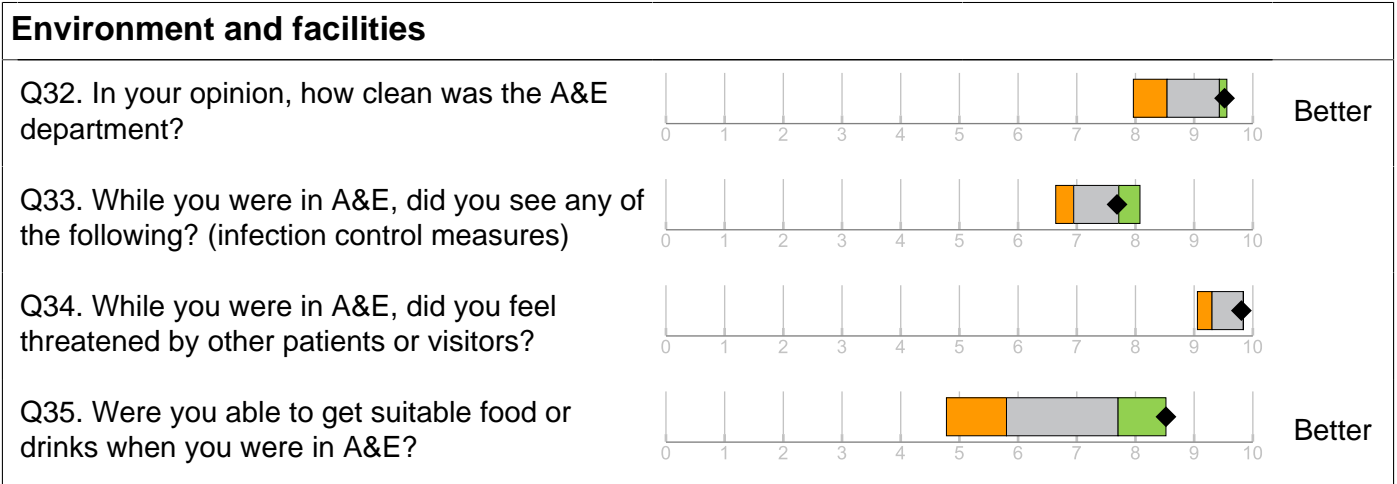 Environment and facilities
Q32. In your opinion, how clean was the A&E
department?
0 1 2 3 4 5 6 7 8 9 10
Better
Q33. While you were in A&E, did you see any of
the following? (infection control measures)
0 1 2 3 4 5 6 7 8 9 10
Q34. While you were in A&E, did you feel
threatened by other patients or visitors?
0 1 2 3 4 5 6 7 8 9 10
Q35. Were you able to get suitable food or
drinks when you were in A&E?
0 1 2 3 4 5 6 7 8 9 10
Better